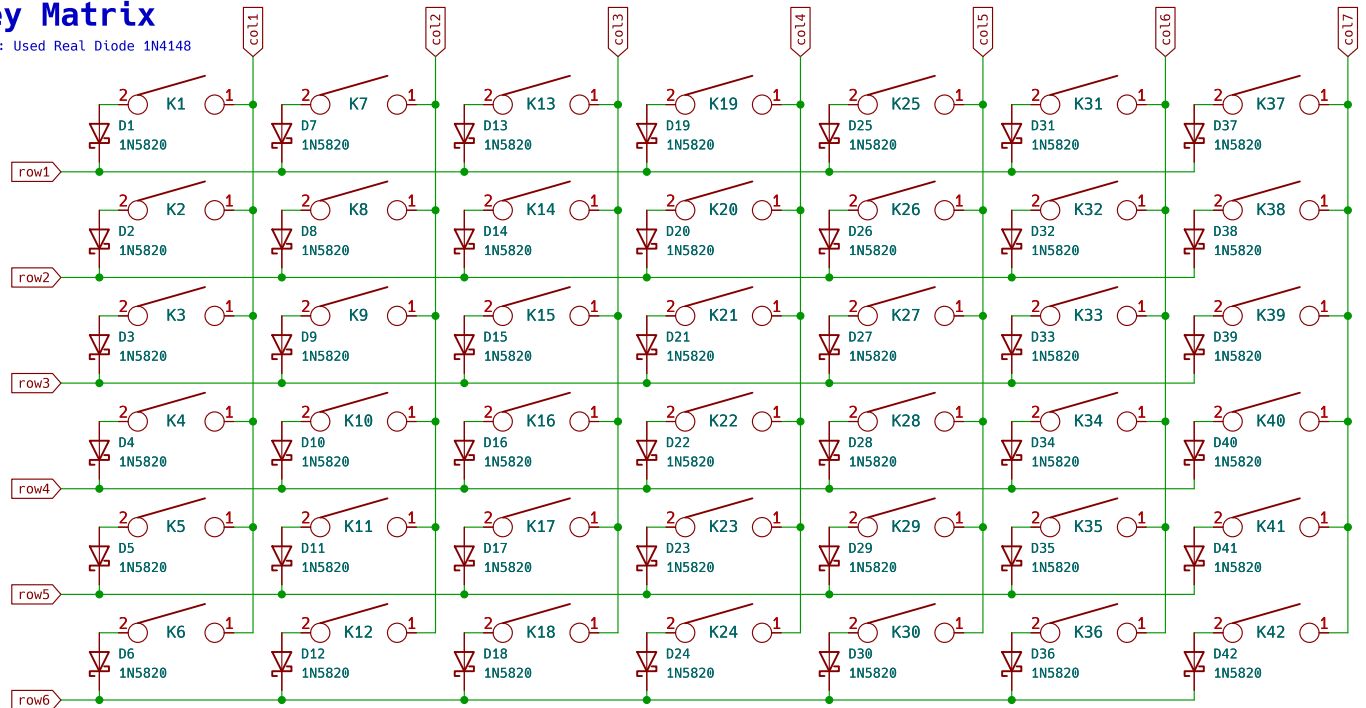 ey Matrix
: Used Real Diode 1N4148
col1 col2 col3 col4 col5 col6 col7
2 K1 1 2 K7 1 2 K13 1 2 K19 1 2 K25 1 2 K31 1 2 K37 1
D1 D7 D13 D19 D25 D31 D37
1N5820 1N5820 1N5820 1N5820 1N5820 1N5820 1N5820
row1
2 K2 1 2 K8 1 2 K14 1 2 K20 1 2 K26 1 2 K32 1 2 K38 1
D2 D8 D14 D20 D26 D32 D38
1N5820 1N5820 1N5820 1N5820 1N5820 1N5820 1N5820
row2
2 K3 1 2 K9 1 2 K15 1 2 K21 1 2 K27 1 2 K33 1 2 K39 1
D3 D9 D15 D21 D27 D33 D39
1N5820 1N5820 1N5820 1N5820 1N5820 1N5820 1N5820
row3
2 K4 1 2 K10 1 2 K16 1 2 K22 1 2 K28 1 2 K34 1 2 K40 1
D4 D10 D16 D22 D28 D34 D40
1N5820 1N5820 1N5820 1N5820 1N5820 1N5820 1N5820
row4
2 K5 1 2 K11 1 2 K17 1 2 K23 1 2 K29 1 2 K35 1 2 K41 1
D5 D11 D17 D23 D29 D35 D41
1N5820 1N5820 1N5820 1N5820 1N5820 1N5820 1N5820
row5
2 K6 1 2 K12 1 2 K18 1 2 K24 1 2 K30 1 2 K36 1 2 K42 1
D6 D12 D18 D24 D30 D36 D42
1N5820 1N5820 1N5820 1N5820 1N5820 1N5820 1N5820
row6